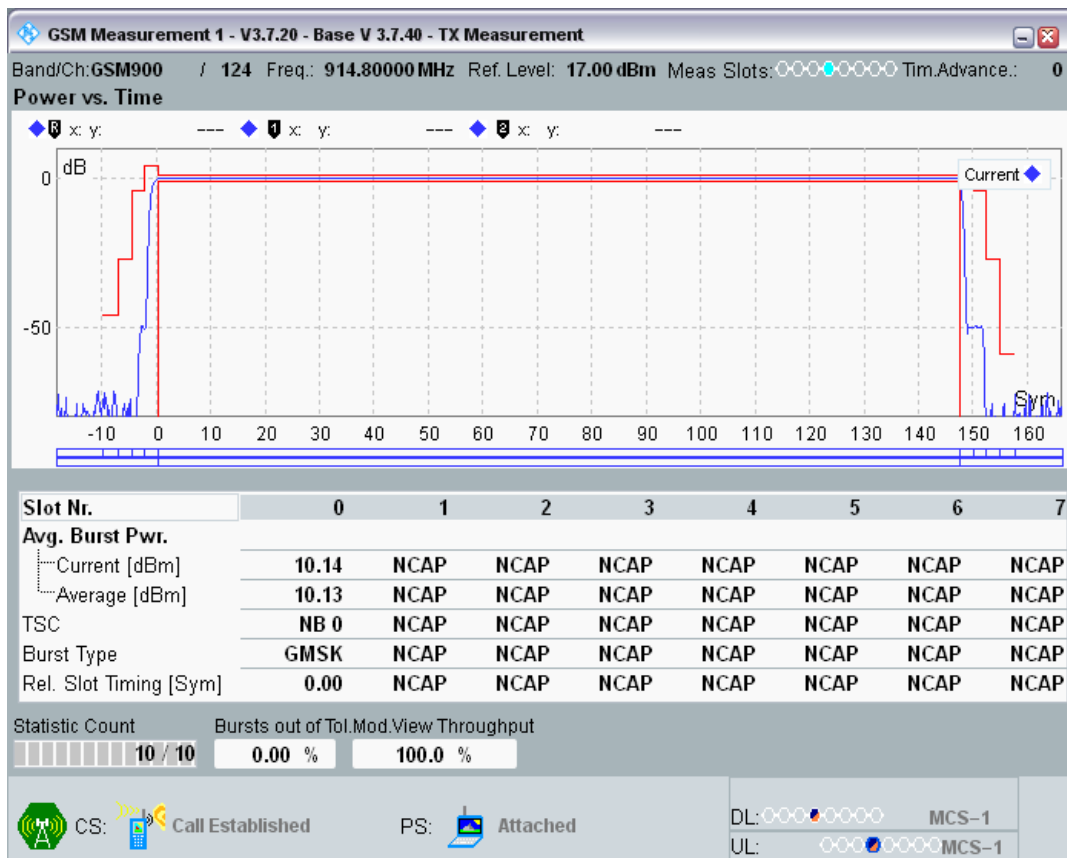 GSM Measurement 1 - V3.7.20 - Base V 3.7.40 - TX Measurement
Band/Ch:GSM900 / 124 Freq.: 914.80000 MHz Ref. Level: 17.00 dBm Meas Slots: Tim.Advance.: 0
Power vs. Time
R x: y: --- 1 x: y: --- 2 x: y: ---
dB
Current
0
-50
Sym
-10 0 10 20 30 40 50 60 70 80 90 100 110 120 130 140 150 160
Slot Nr. 0 1 2 3 4 5 6 7
Avg. Burst Pwr.
Current [dBm] 10.14 NCAP NCAP NCAP NCAP NCAP NCAP NCAP
Average [dBm] 10.13 NCAP NCAP NCAP NCAP NCAP NCAP NCAP
TSC NB 0 NCAP NCAP NCAP NCAP NCAP NCAP NCAP
Burst Type GMSK NCAP NCAP NCAP NCAP NCAP NCAP NCAP
Rel. Slot Timing [Sym] 0.00 NCAP NCAP NCAP NCAP NCAP NCAP NCAP
Statistic Count Bursts out of Tol. Mod.View Throughput
10 / 10 0.00 % 100.0 %
CS: Call Established PS: Attached DL: MCS-1
UL: MCS-1